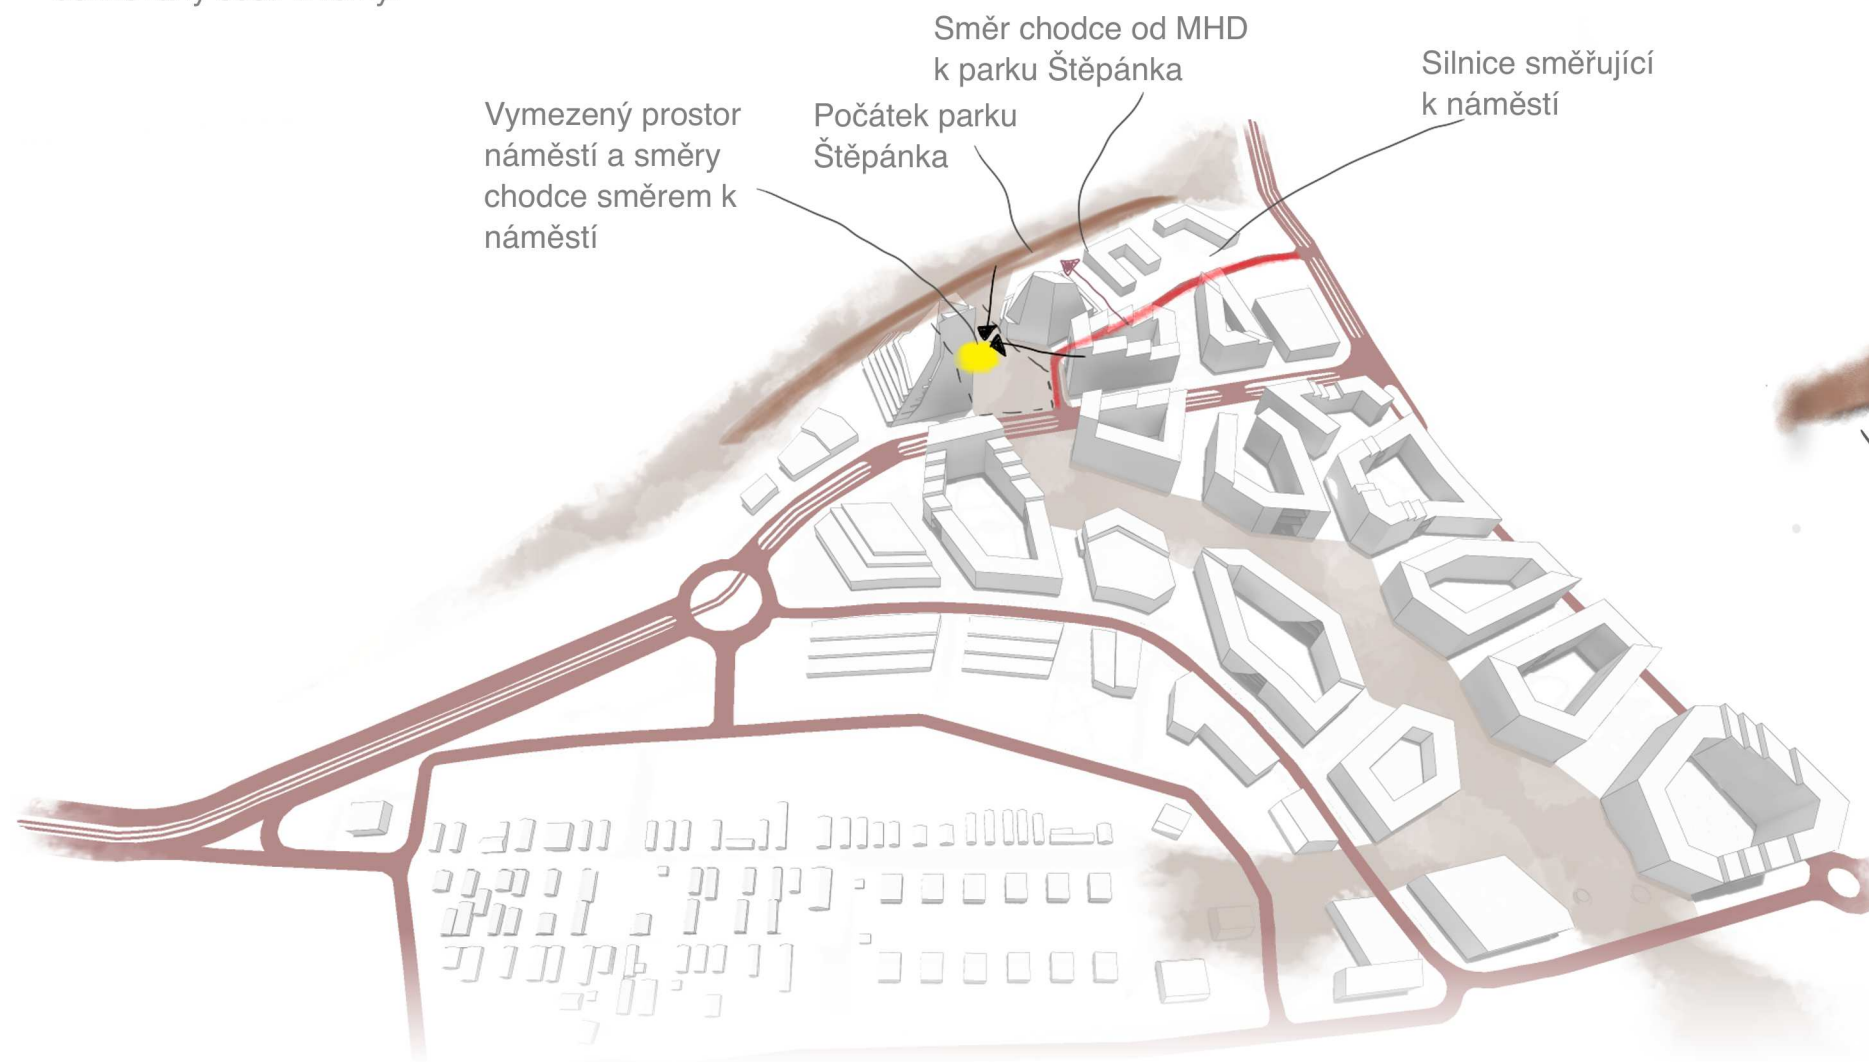 Směr chodce od MHD
k parku Štěpánka
Silnice směřující
k náměstí
Vymezený prostor
náměstí a směry
chodce směrem k
náměstí
Počátek parku
Štěpánka